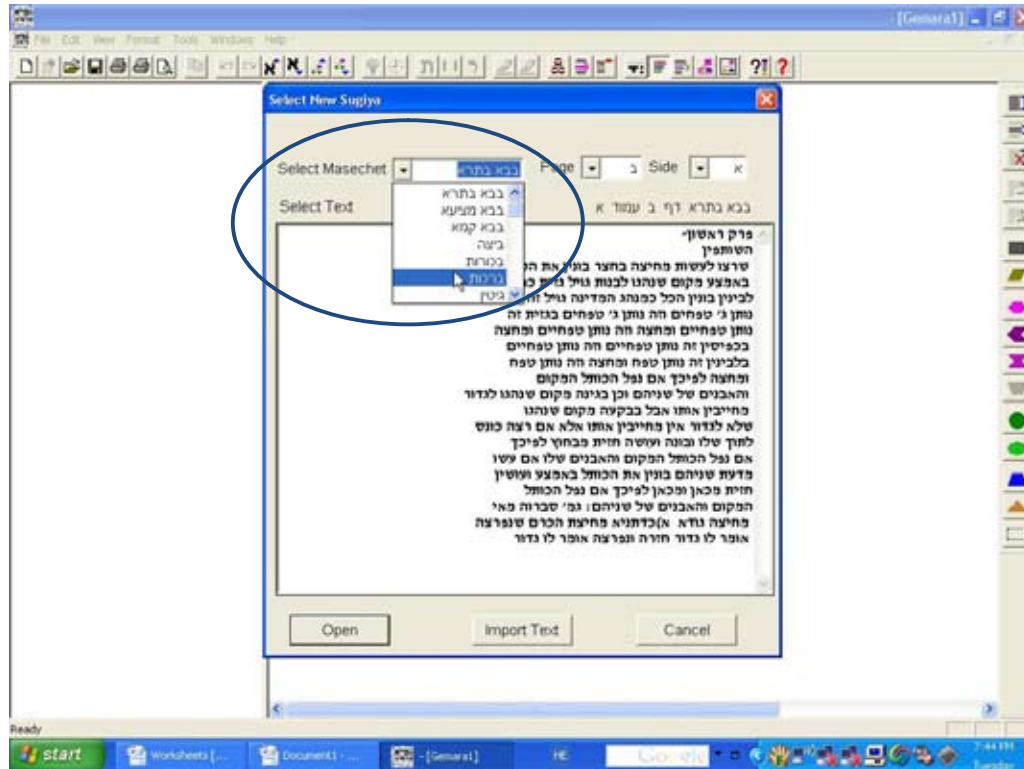 - [Gemara1]
File Edit View Format Tools Windows Help
Select New Sugiya
Select Masechet בבא בתרא Page ב Side א
בבא בתרא
בבא מציעא
בבא קמא
ביצה
בכורות
ברכות
גיטין
Select Text בבא בתרא דף ב עמוד א
פרק ראשון-
השותפין
שרצו לעשות מחיצה בחצר בונין את
באמצע מקום שנהגו לבנות גויל גזית
לבינין בונין הכל כמנהג המדינה גויל זה
נותן ג' טפחים וזה נותן ג' טפחים בגזית זה
נותן טפחיים ומחצה וזה נותן טפחיים ומחצה
בכפיסין זה נותן טפחיים וזה נותן טפחיים
בלבינין זה נותן טפח ומחצה וזה נותן טפח
ומחצה לפיכך אם נפל הכותל המקום
והאבנים של שניהם וכן בגינה מקום שנהגו לגדור
מחייבין אותו אבל בבקעה מקום שנהגו
שלא לגדור אין מחייבין אותו אלא אם רצה כונס
לתוך שלו ובונה ועושה חזית מבחוץ לפיכך
אם נפל הכותל המקום והאבנים שלו אם עשו
מדעת שניהם בונין את הכותל באמצע ועושין
חזית מכאן ומכאן לפיכך אם נפל הכותל
המקום והאבנים של שניהם: גמ' סברוה מאי
מחיצה גודא א)כדתניא מחיצת הכרם שנפרצה
אומר לו גדור חזרה ונפרצה אומר לו גדור
Open Import Text Cancel
Ready
start Worksheets [... Document1 - ... - [Gemara1] HE Google 7:44 PM
Tuesday